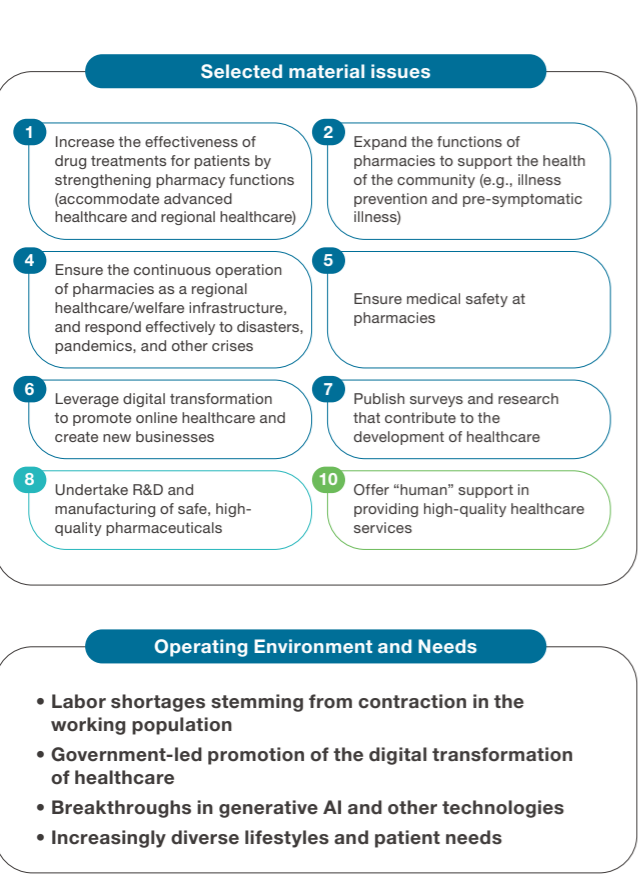 Selected material issues
1
Increase the effectiveness of
drug treatments for patients by
strengthening pharmacy functions
(accommodate advanced
healthcare and regional healthcare)
2
Expand the functions of
pharmacies to support the health
of the community (e.g., illness
prevention and pre-symptomatic
illness)
4
Ensure the continuous operation
of pharmacies as a regional
healthcare/welfare infrastructure,
and respond effectively to disasters,
pandemics, and other crises
5
Ensure medical safety at
pharmacies
6
Leverage digital transformation
to promote online healthcare and
create new businesses
7
Publish surveys and research
that contribute to the
development of healthcare
8
Undertake R&D and
manufacturing of safe, high-
quality pharmaceuticals
10
Offer “human” support in
providing high-quality healthcare
services
Operating Environment and Needs
• Labor shortages stemming from contraction in the
working population
• Government-led promotion of the digital transformation
of healthcare
• Breakthroughs in generative AI and other technologies
• Increasingly diverse lifestyles and patient needs